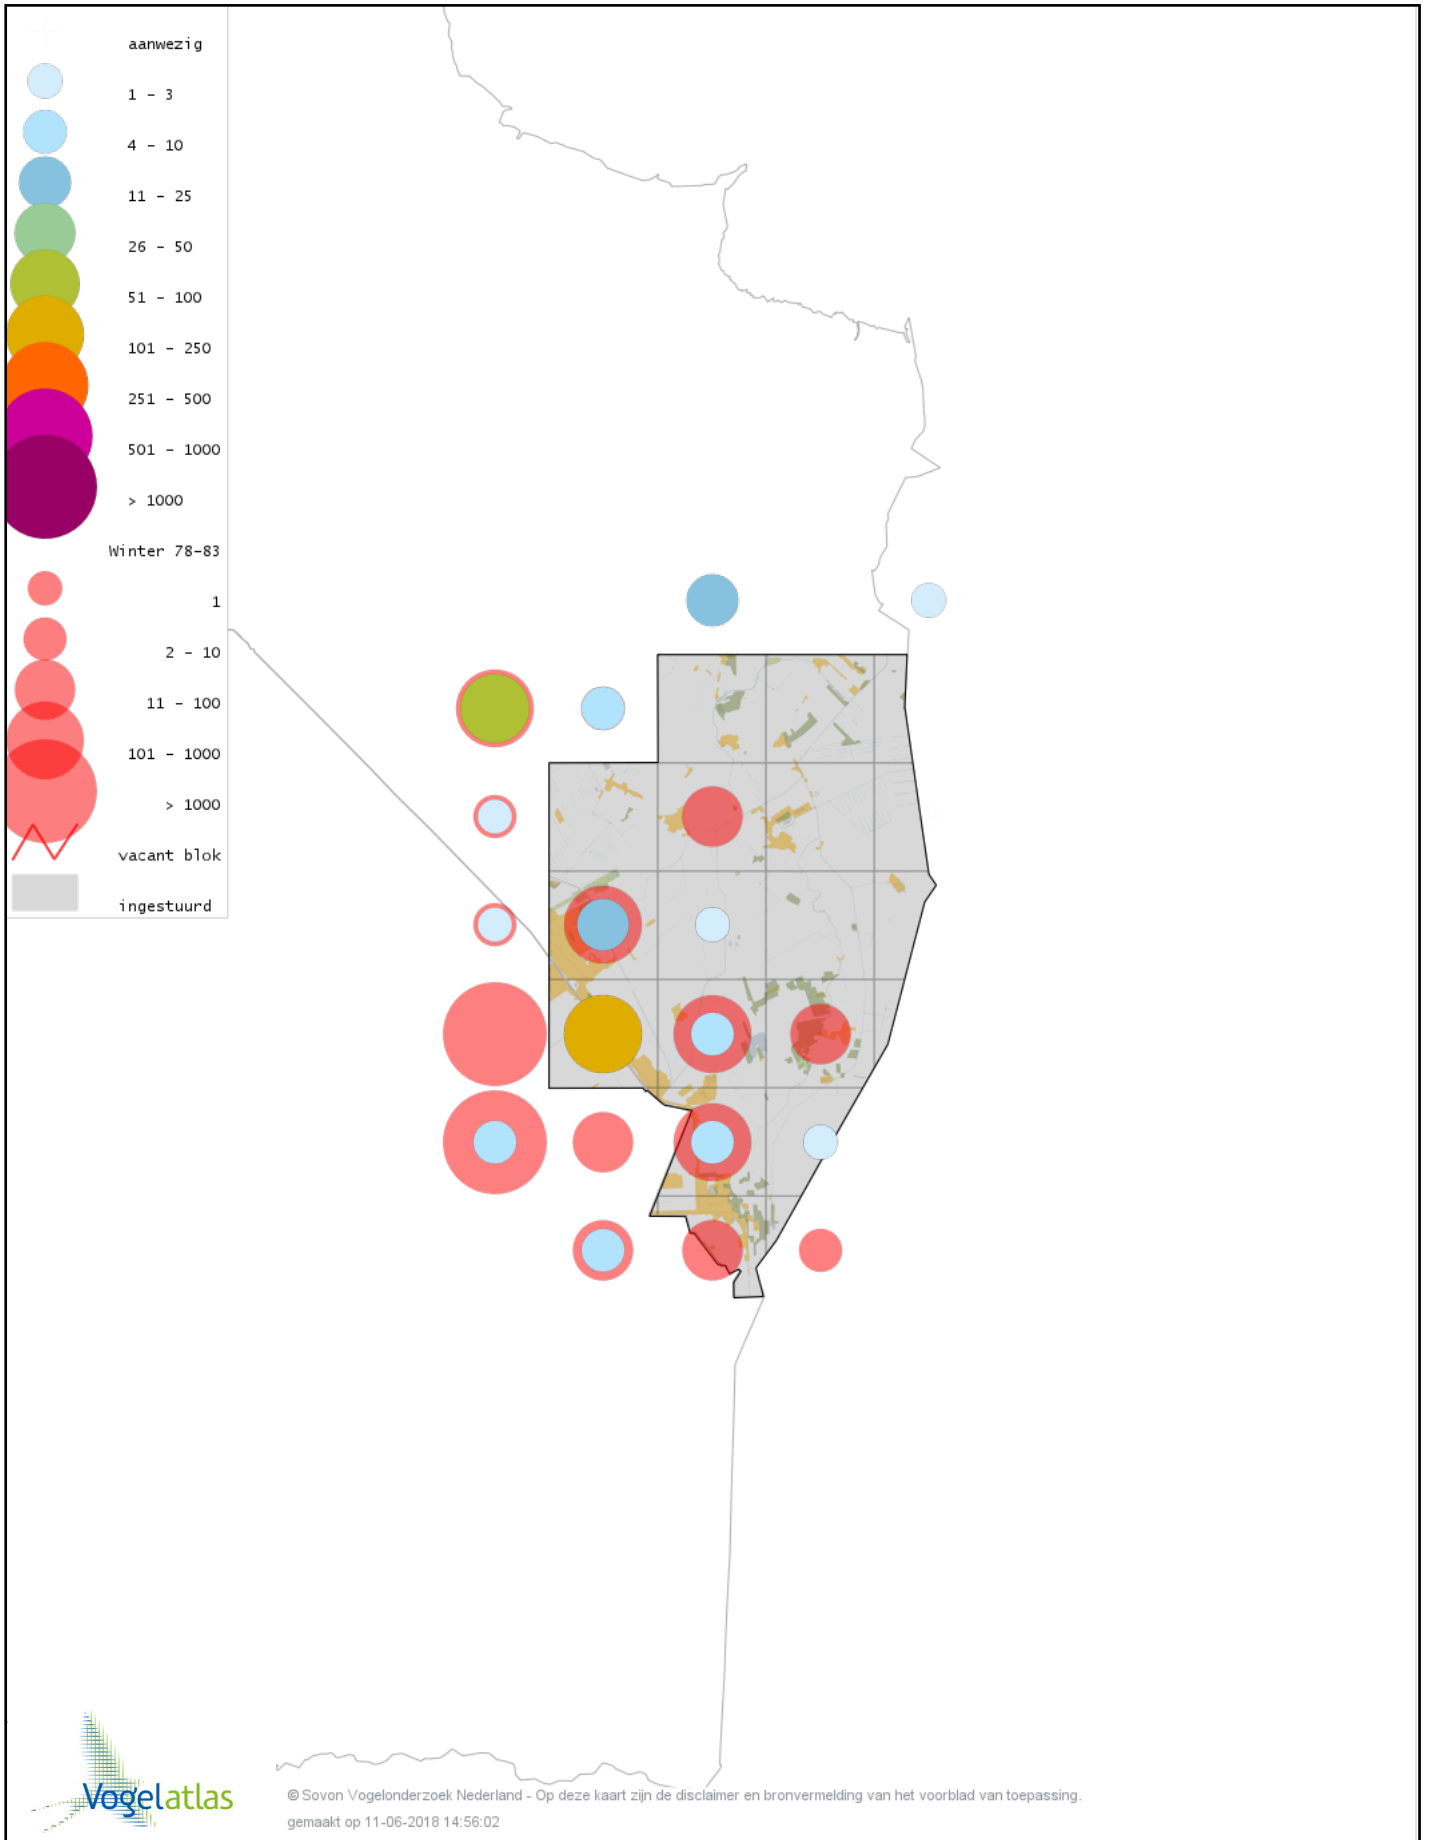 aanwezig
1 – 3
4 – 10
11 – 25
26 – 50
51 – 100
101 – 250
251 – 500
501 – 1000
> 1000
Winter 78-83
1
2 – 10
11 – 100
101 – 1000
> 1000
vacant blok
ingestuurd
Vogelatlas
© Sovon Vogelonderzoek Nederland - Op deze kaart zijn de disclaimer en bronvermelding van het voorblad van toepassing.
gemaakt op 11-06-2018 14:56:02